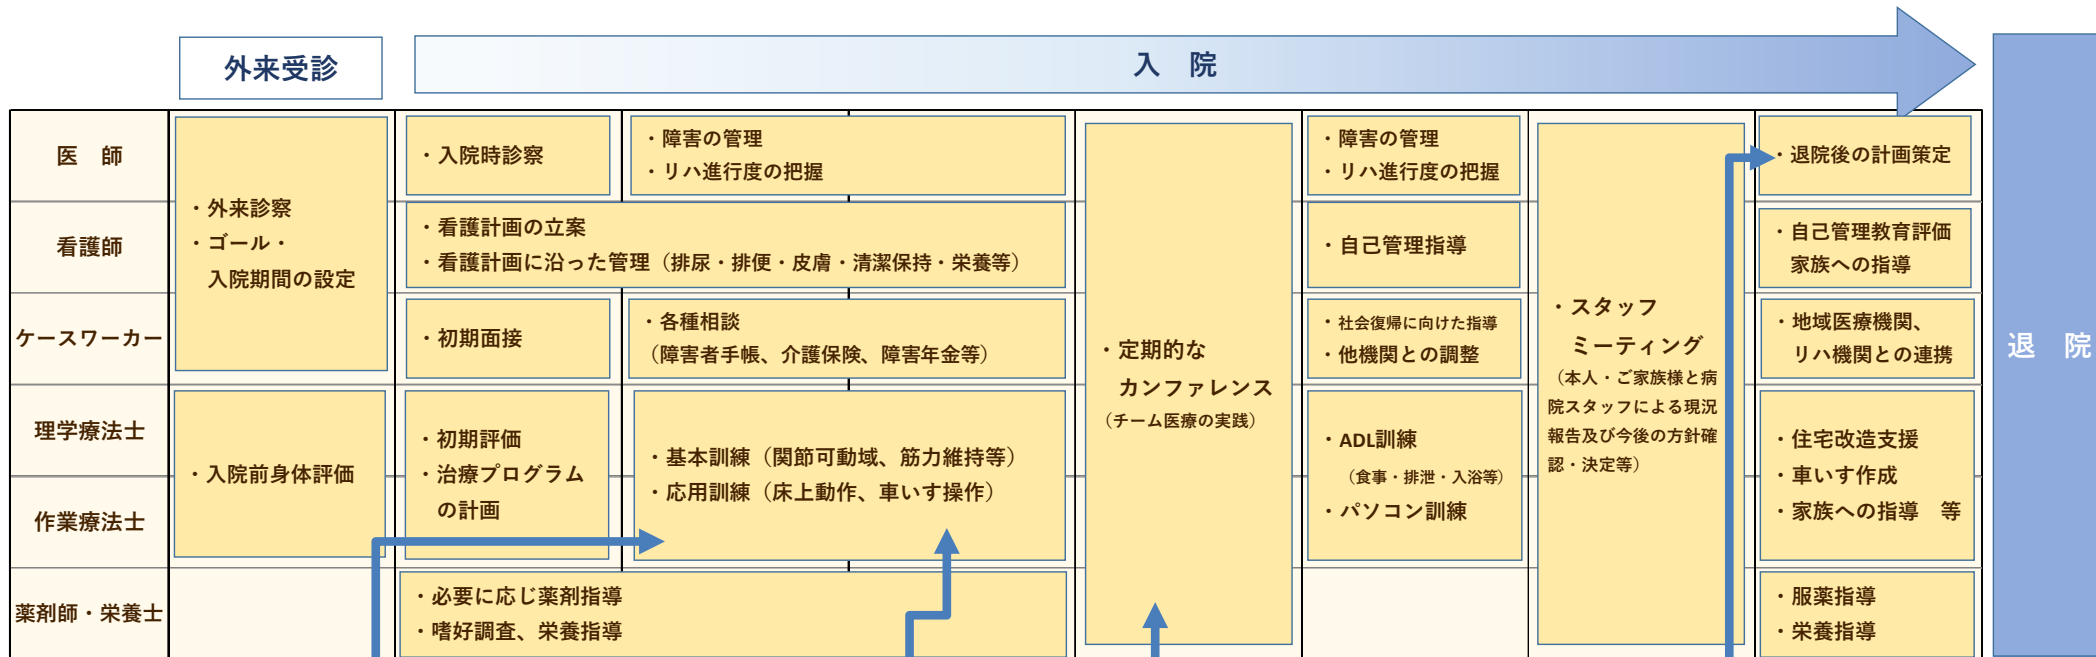 外来受診
入　院
退　院
医　師
・外来診察
・ゴール・
入院期間の設定
・入院時診察
・障害の管理
・リハ進行度の把握
・定期的な
カンファレンス
（チーム医療の実践）
・障害の管理
・リハ進行度の把握
・スタッフ
ミーティング
（本人・ご家族様と病
院スタッフによる現況
報告及び今後の方針確
認・決定等）
・退院後の計画策定
看護師
・看護計画の立案
・看護計画に沿った管理（排尿・排便・皮膚・清潔保持・栄養等）
・自己管理指導
・自己管理教育評価
家族への指導
ケースワーカー
・初期面接
・各種相談
（障害者手帳、介護保険、障害年金等）
・社会復帰に向けた指導
・他機関との調整
・地域医療機関、
リハ機関との連携
理学療法士
作業療法士
・入院前身体評価
・初期評価
・治療プログラム
の計画
・基本訓練（関節可動域、筋力維持等）
・応用訓練（床上動作、車いす操作）
・ADL訓練
（食事・排泄・入浴等）
・パソコン訓練
・住宅改造支援
・車いす作成
・家族への指導　等
薬剤師・栄養士
・必要に応じ薬剤指導
・嗜好調査、栄養指導
・服薬指導
・栄養指導